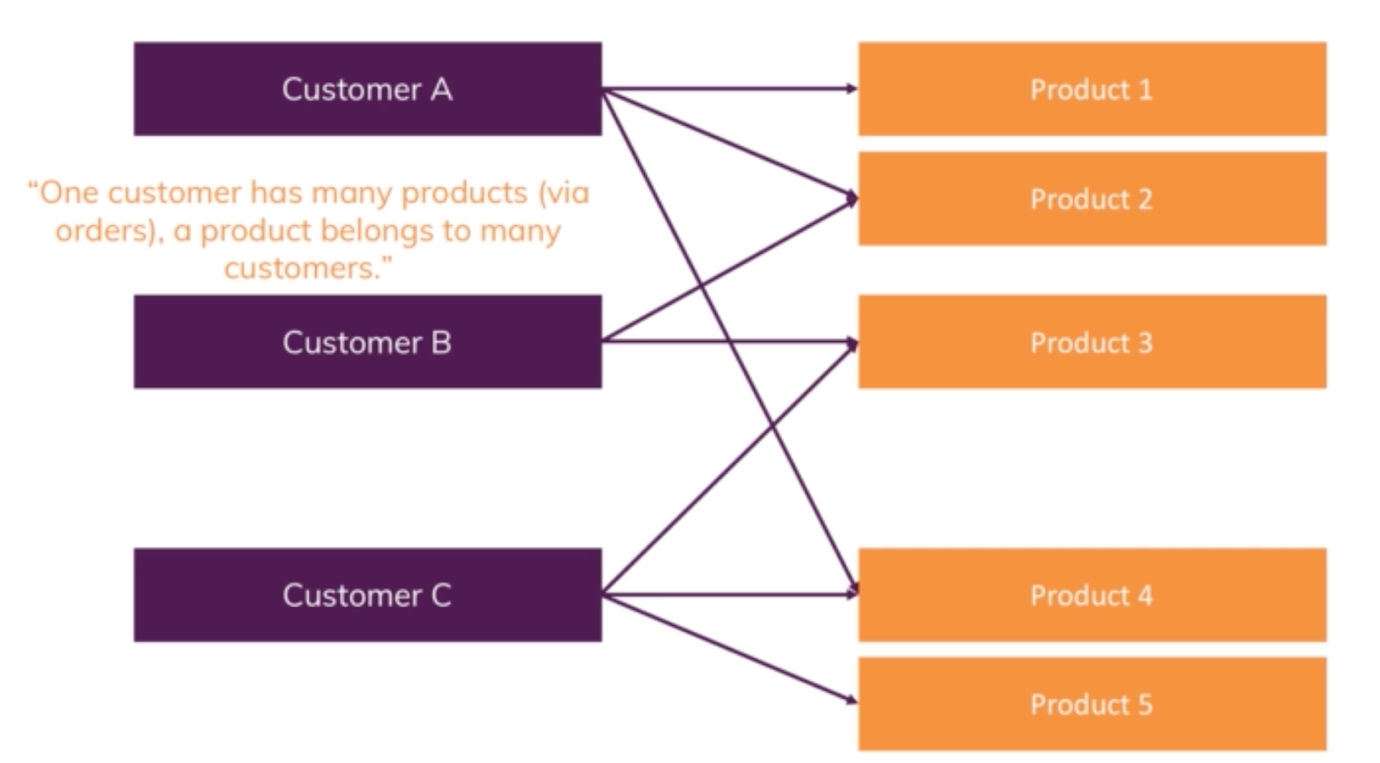 Customer A
Product 1
Product 2
“One customer has many products (via
orders), a product belongs to many
customers.”
Customer B
Product 3
Customer C
Product 4
Product 5